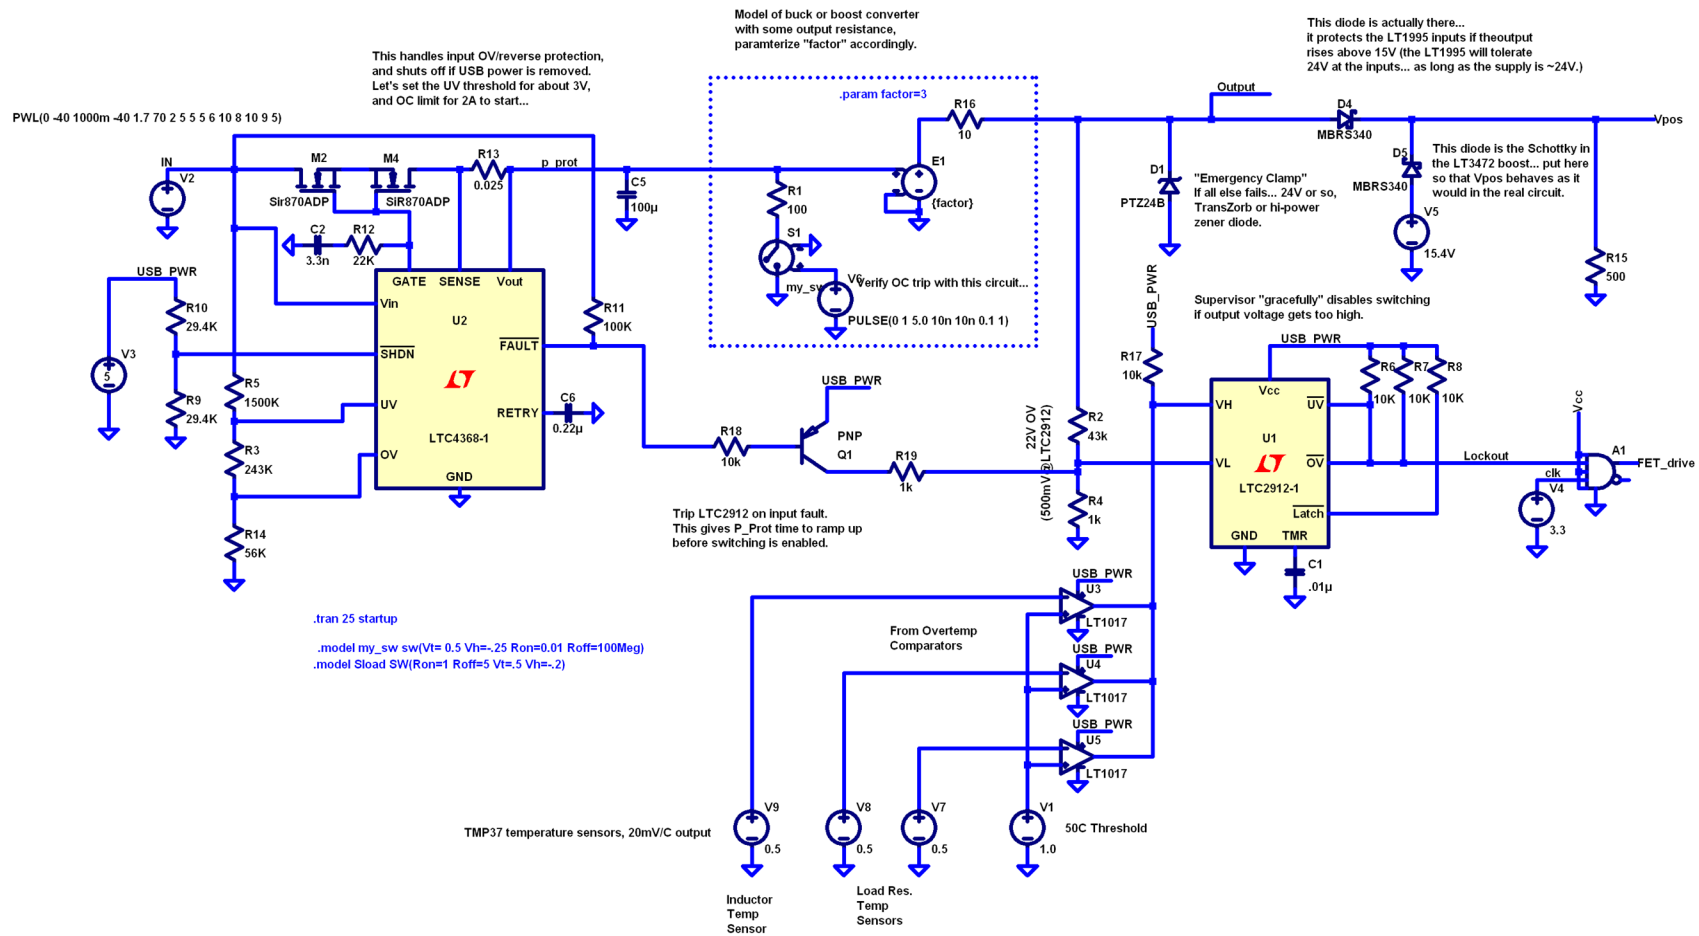 Model of buck or boost converter
with some output resistance,
paramterize "factor" accordingly.
This diode is actually there...
it protects the LT1995 inputs if theoutput
rises above 15V (the LT1995 will tolerate
24V at the inputs... as long as the supply is ~24V.)
This handles input OV/reverse protection,
and shuts off if USB power is removed.
Let's set the UV threshold for about 3V,
and OC limit for 2A to start...
PWL(0 -40 1000m -40 1.7 70 2 5 5 5 6 10 8 10 9 5)
.param factor=3
Output
R16
10
D4
MBRS340
Vpos
IN
V2
M2
SiR870ADP
M4
SiR870ADP
R13
0.025
p_prot
C5
100µ
R1
100
E1
{factor}
D1
PTZ24B
"Emergency Clamp"
If all else fails... 24V or so,
TransZorb or hi-power
zener diode.
D5
MBRS340
This diode is the Schottky in
the LT3472 boost... put here
so that Vpos behaves as it
would in the real circuit.
V5
15.4V
R15
500
C2
3.3n
R12
22K
S1
my_sw
V6
Verify OC trip with this circuit...
PULSE(0 1 5.0 10n 10n 0.1 1)
USB_PWR
R10
29.4K
V3
5
R9
29.4K
GATE SENSE Vout
Vin
U2
SHDN
FAULT
UV
RETRY
LTC4368-1
OV
GND
R11
100K
C6
0.22µ
R5
1500K
R3
243K
R14
56K
USB_PWR
R18
10k
PNP
Q1
R19
1k
Trip LTC2912 on input fault.
This gives P_Prot time to ramp up
before switching is enabled.
22V OV
(500mV@LTC2912)
R2
43k
R4
1k
USB_PWR
R17
10k
Supervisor "gracefully" disables switching
if output voltage gets too high.
USB_PWR
R6
10K
R7
10K
R8
10K
Vcc
VH
UV
U1
VL
OV
LTC2912-1
Latch
GND TMR
C1
.01µ
Lockout
Vcc
clk
A1
FET_drive
V4
3.3
.tran 25 startup
.model my_sw sw(Vt= 0.5 Vh=-.25 Ron=0.01 Roff=100Meg)
.model Sload SW(Ron=1 Roff=5 Vt=.5 Vh=-.2)
From Overtemp
Comparators
USB_PWR
U3
LT1017
USB_PWR
U4
LT1017
USB_PWR
U5
LT1017
TMP37 temperature sensors, 20mV/C output
V9
0.5
V8
0.5
V7
0.5
V1
1.0
50C Threshold
Inductor
Temp
Sensor
Load Res.
Temp
Sensors